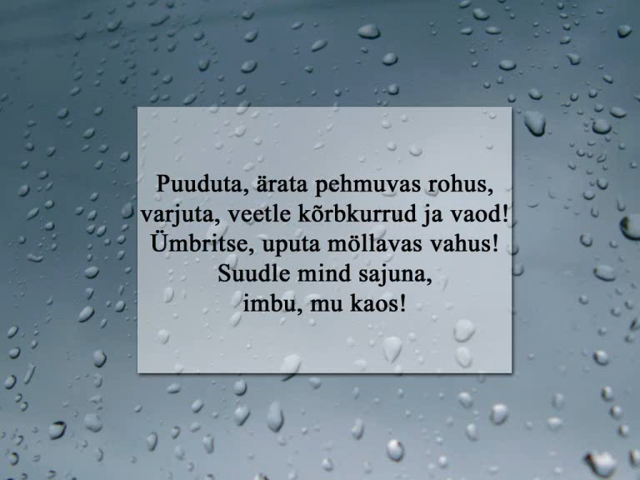 Puuduta, ärata pehmuvas rohus,
varjuta, veetle kõrbkurrud ja vaod!
Ümbritse, uputa möllavas vahus!
Suudle mind sajuna,
imbu, mu kaos!